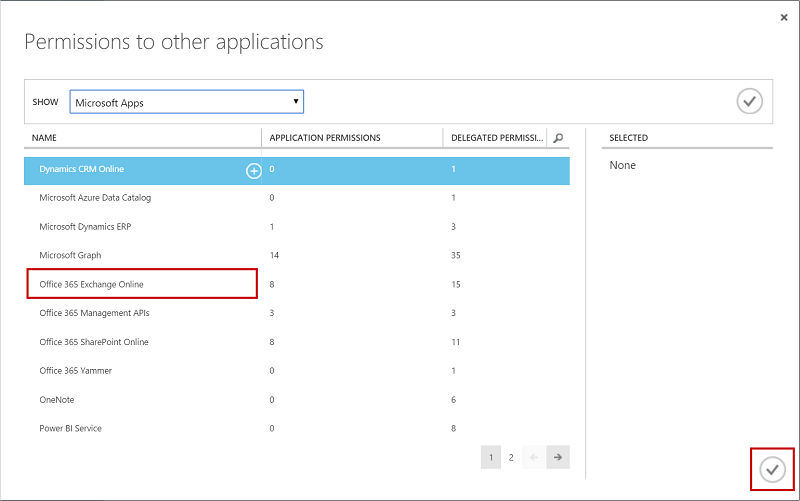 Permissions to other applications
SHOW Microsoft Apps
NAME APPLICATION PERMISSIONS DELEGATED PERMISSI... SELECTED
Dynamics CRM Online 0 1 None
Microsoft Azure Data Catalog 0 1
Microsoft Dynamics ERP 1 3
Microsoft Graph 14 35
Office 365 Exchange Online 8 15
Office 365 Management APIs 3 3
Office 365 SharePoint Online 8 11
Office 365 Yammer 0 1
OneNote 0 6
Power BI Service 0 8
1 2